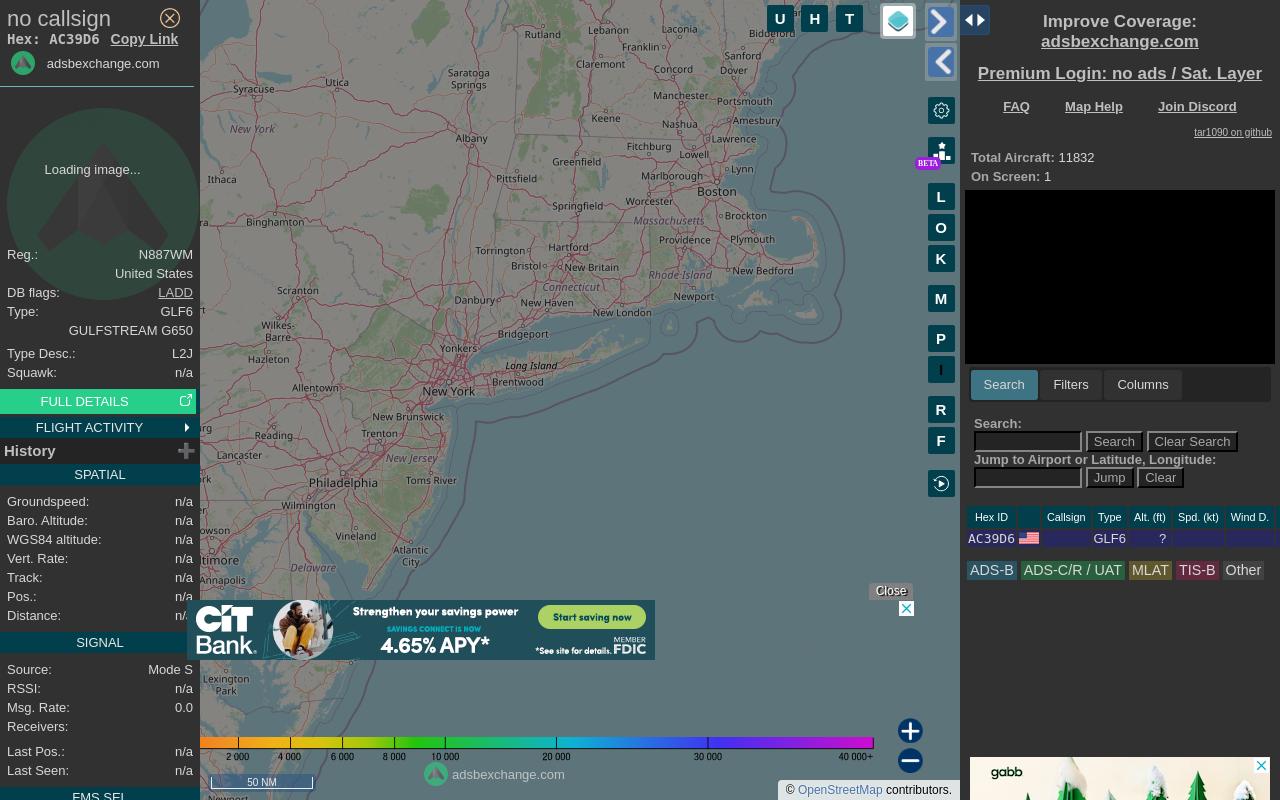 no callsign
Hex: AC39D6 Copy Link
adsbexchange.com
Loading image...
Reg.: N887WM
United States
DB flags: LADD
Type: GLF6
GULFSTREAM G650
Type Desc.: L2J
Squawk: n/a
FULL DETAILS
FLIGHT ACTIVITY
History
SPATIAL
Groundspeed: n/a
Baro. Altitude: n/a
WGS84 altitude: n/a
Vert. Rate: n/a
Track: n/a
Pos.: n/a
Distance:
SIGNAL
Source: Mode S
RSSI: n/a
Msg. Rate: 0.0
Receivers:
Last Pos.: n/a
Last Seen: n/a
FMS SEL
U H T
BETA
L
O
K
M
P
I
R
F
Rutland
Lebanon
Laconia
Franklin
Biddeford
Claremont
Sanford
Concord
Dover
Utica
Saratoga
Springs
Syracuse
Manchester
Portsmouth
Keene
Nashua
Amesbury
New York
Albany
Fitchburg
Lawrence
Greenfield
Lowell
Ithaca
Pittsfield
Marlborough
Lynn
Boston
Worcester
Springfield
Binghamton
Massachusetts
Brockton
Torrington
Hartford
Providence
Plymouth
Bristol
New Britain
Rhode Island
New Bedford
Connecticut
Scranton
Danbury
New Haven
Newport
New London
Wilkes-
Barre
Bridgeport
Hazleton
Yonkers
Long Island
Allentown
New York
Brentwood
New Brunswick
Reading
Trenton
Lancaster
New Jersey
Philadelphia
Toms River
Wilmington
Vineland
Atlantic
City
Annapolis
Delaware
Lexington
Park
Close
CIT
Bank
Strengthen your savings power
SAVINGS CONNECT IS NOW
4.65% APY*
Start saving now
MEMBER
*See site for details. FDIC
2 000 4 000 6 000 8 000 10 000 20 000 30 000 40 000+
adsbexchange.com
50 NM
© OpenStreetMap contributors.
Improve Coverage:
adsbexchange.com
Premium Login: no ads / Sat. Layer
FAQ Map Help Join Discord
tar1090 on github
Total Aircraft: 11832
On Screen: 1
Search Filters Columns
Search:
Search Clear Search
Jump to Airport or Latitude, Longitude:
Jump Clear
Hex ID Callsign Type Alt. (ft) Spd. (kt) Wind D.
AC39D6 GLF6 ?
ADS-B ADS-C/R / UAT MLAT TIS-B Other
gabb